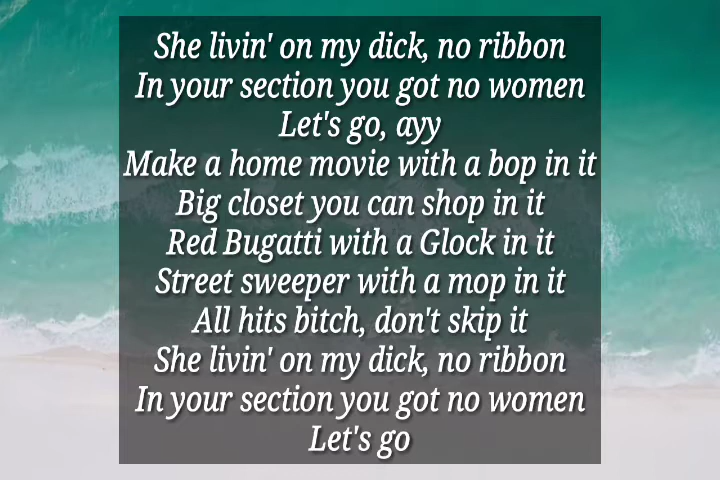 She livin' on my dick, no ribbon
In your section you got no women
Let's go, ayy
Make a home movie with a bop in it
Big closet you can shop in it
Red Bugatti with a Glock in it
Street sweeper with a mop in it
All hits bitch, don't skip it
She livin' on my dick, no ribbon
In your section you got no women
Let's go